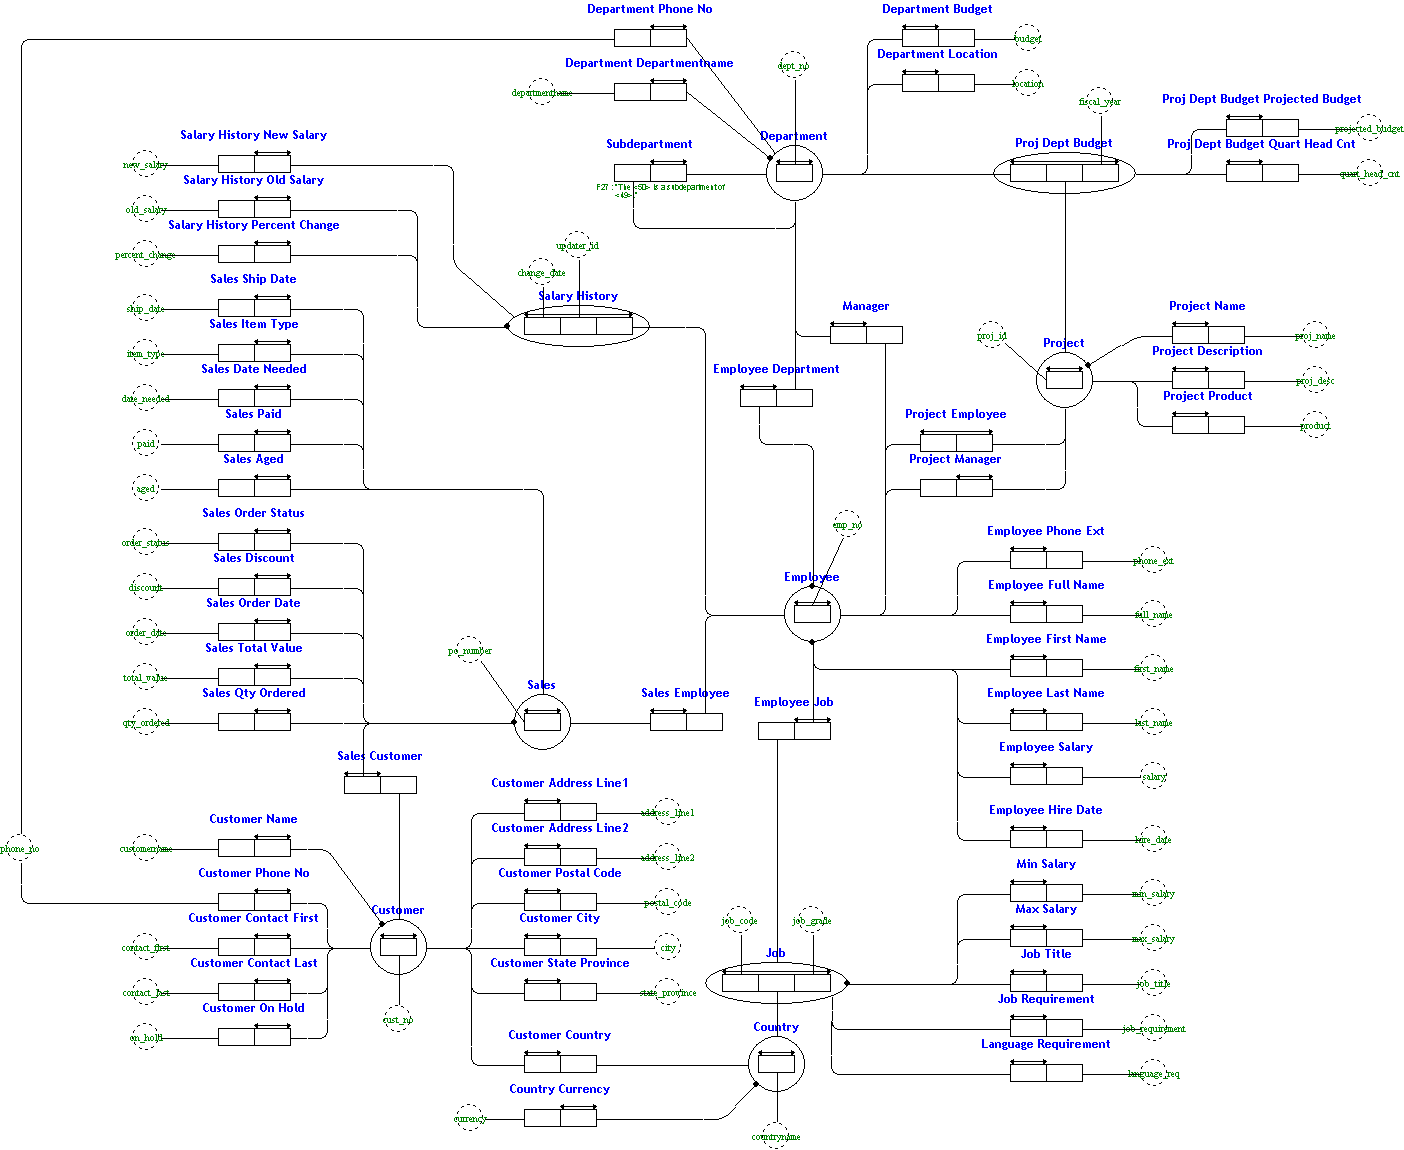 Department Phone No
Department Budget
budget
Department Location
Department Departmentname
dept_no
departmentname
location
fiscal_year
Proj Dept Budget Projected Budget
projected_budget
Salary History New Salary
Department
Subdepartment
Proj Dept Budget
Proj Dept Budget Quart Head Cnt
new_salary
quart_head_cnt
Salary History Old Salary
F27 : "The <50> is a subdepartment of
<49>."
old_salary
Salary History Percent Change
updater_id
percent_change
change_date
Sales Ship Date
Salary History
Manager
Project Name
ship_date
Sales Item Type
proj_id
proj_name
Project
Project Description
item_type
Sales Date Needed
Employee Department
proj_desc
Project Product
date_needed
Sales Paid
Project Employee
product
paid
Sales Aged
Project Manager
aged
Sales Order Status
emp_no
Employee Phone Ext
order_status
Sales Discount
phone_ext
Employee
Employee Full Name
discount
Sales Order Date
full_name
order_date
Employee First Name
Sales Total Value
po_number
first_name
total_value
Sales
Sales Qty Ordered
Sales Employee
Employee Job
Employee Last Name
qty_ordered
last_name
Sales Customer
Employee Salary
salary
Customer Address Line1
Customer Name
address_line1
Employee Hire Date
Customer Address Line2
hire_date
phone_no
customername
address_line2
Customer Phone No
Customer Postal Code
Min Salary
min_salary
postal_code
Customer Contact First
Customer
Customer City
job_code
job_grade
Max Salary
contact_first
city
max_salary
Customer Contact Last
Customer State Province
Job
Job Title
contact_last
state_province
job_title
Customer On Hold
Job Requirement
cust_no
Country
job_requirement
on_hold
Customer Country
Language Requirement
language_req
Country Currency
currency
countryname